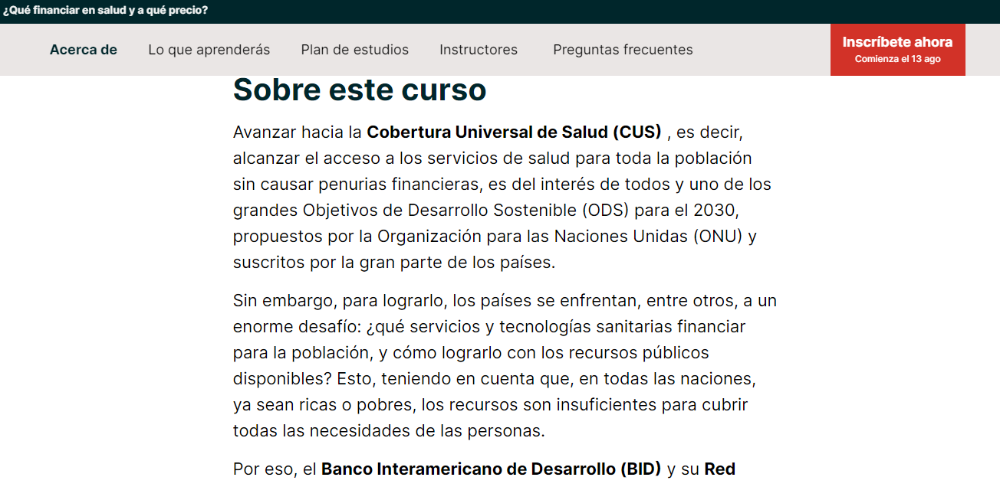 ¿Qué financiar en salud y a qué precio?
Acerca de
Lo que aprenderás
Plan de estudios
Instructores
Preguntas frecuentes
Inscríbete ahora
Comienza el 13 ago
Sobre este curso
Avanzar hacia la Cobertura Universal de Salud (CUS) , es decir,
alcanzar el acceso a los servicios de salud para toda la población
sin causar penurias financieras, es del interés de todos y uno de los
grandes Objetivos de Desarrollo Sostenible (ODS) para el 2030,
propuestos por la Organización para las Naciones Unidas (ONU) y
suscritos por la gran parte de los países.
Sin embargo, para lograrlo, los países se enfrentan, entre otros, a un
enorme desafío: ¿qué servicios y tecnologías sanitarias financiar
para la población, y cómo lograrlo con los recursos públicos
disponibles? Esto, teniendo en cuenta que, en todas las naciones,
ya sean ricas o pobres, los recursos son insuficientes para cubrir
todas las necesidades de las personas.
Por eso, el Banco Interamericano de Desarrollo (BID) y su Red